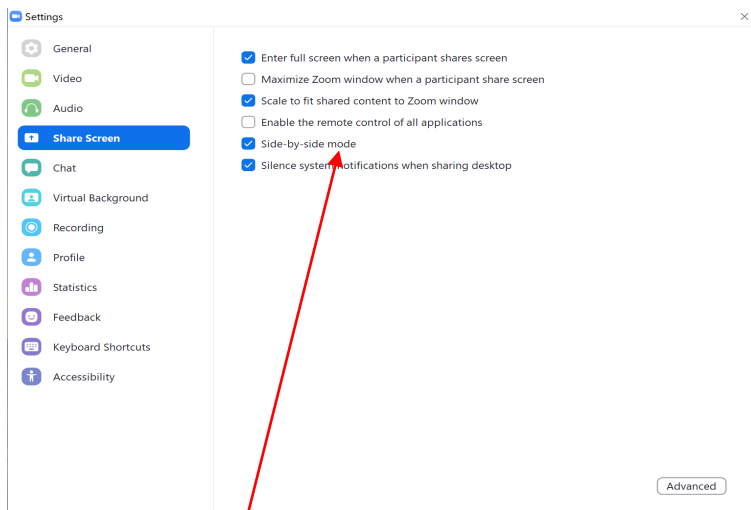 Settings
General
Video
Audio
Share Screen
Chat
Virtual Background
Recording
Profile
Statistics
Feedback
Keyboard Shortcuts
Accessibility
Enter full screen when a participant shares screen
Maximize Zoom window when a participant share screen
Scale to fit shared content to Zoom window
Enable the remote control of all applications
Side-by-side mode
Silence system notifications when sharing desktop
Advanced